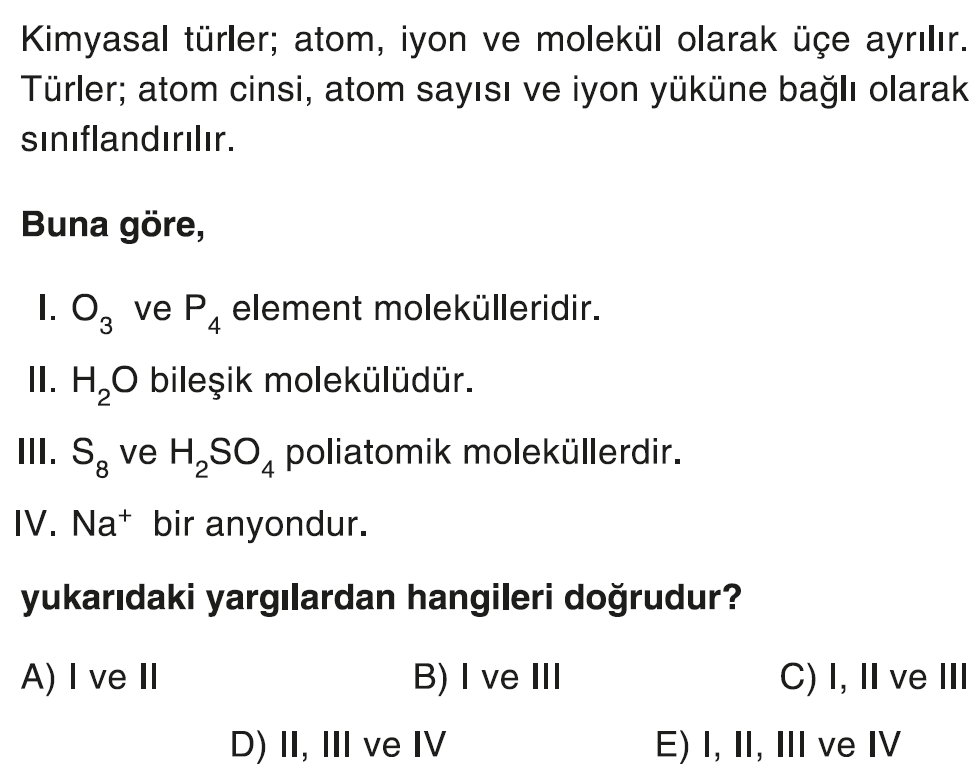 Kimyasal türler; atom, iyon ve molekül olarak üçe ayrılır.
Türler; atom cinsi, atom sayısı ve iyon yüküne bağlı olarak
sınıflandırılır.
Buna göre,
I. O₃ ve P₄ element molekülleridir.
II. H₂O bileşik molekülüdür.
III. S₈ ve H₂SO₄ poliatomik moleküllerdir.
IV. Na⁺ bir anyondur.
yukarıdaki yargılardan hangileri doğrudur?
A) I ve II B) I ve III C) I, II ve III
D) II, III ve IV E) I, II, III ve IV